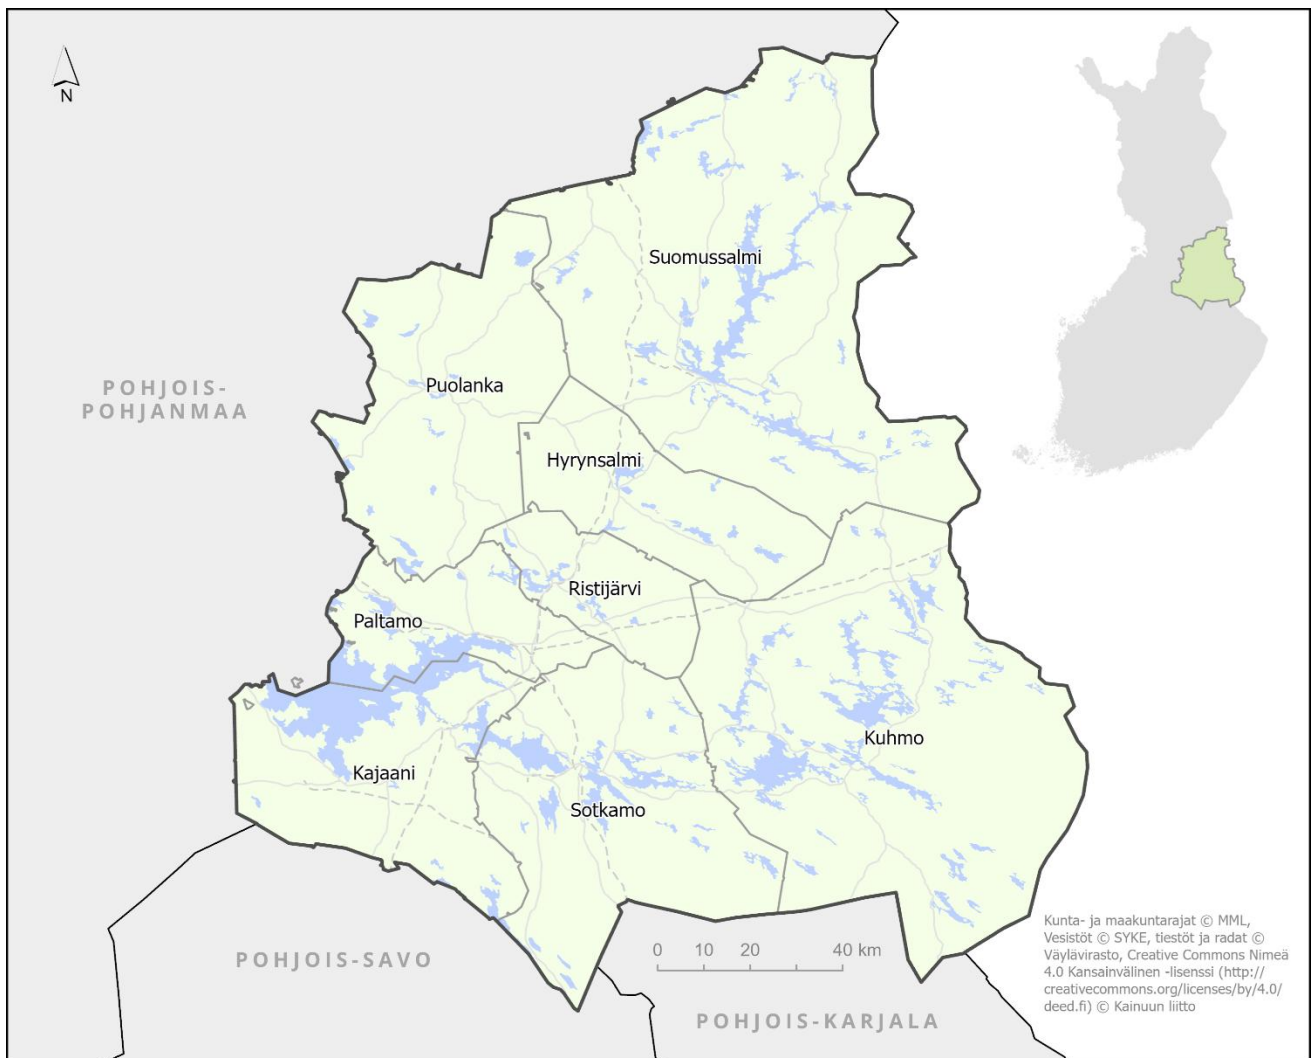 N
Suomussalmi
POHJOIS-
POHJANMAA
Puolanka
Hyrynsalmi
Ristijärvi
Paltamo
Kuhmo
Kajaani
Sotkamo
Kunta- ja maakuntarajat © MML,
Vesistöt © SYKE, tiestöt ja radat ©
Väylävirasto, Creative Commons Nimeä
4.0 Kansainvälinen -lisenssi (http://
creativecommons.org/licenses/by/4.0/
deed.fi) © Kainuun liitto
0 10 20 40 km
POHJOIS-SAVO
POHJOIS-KARJALA